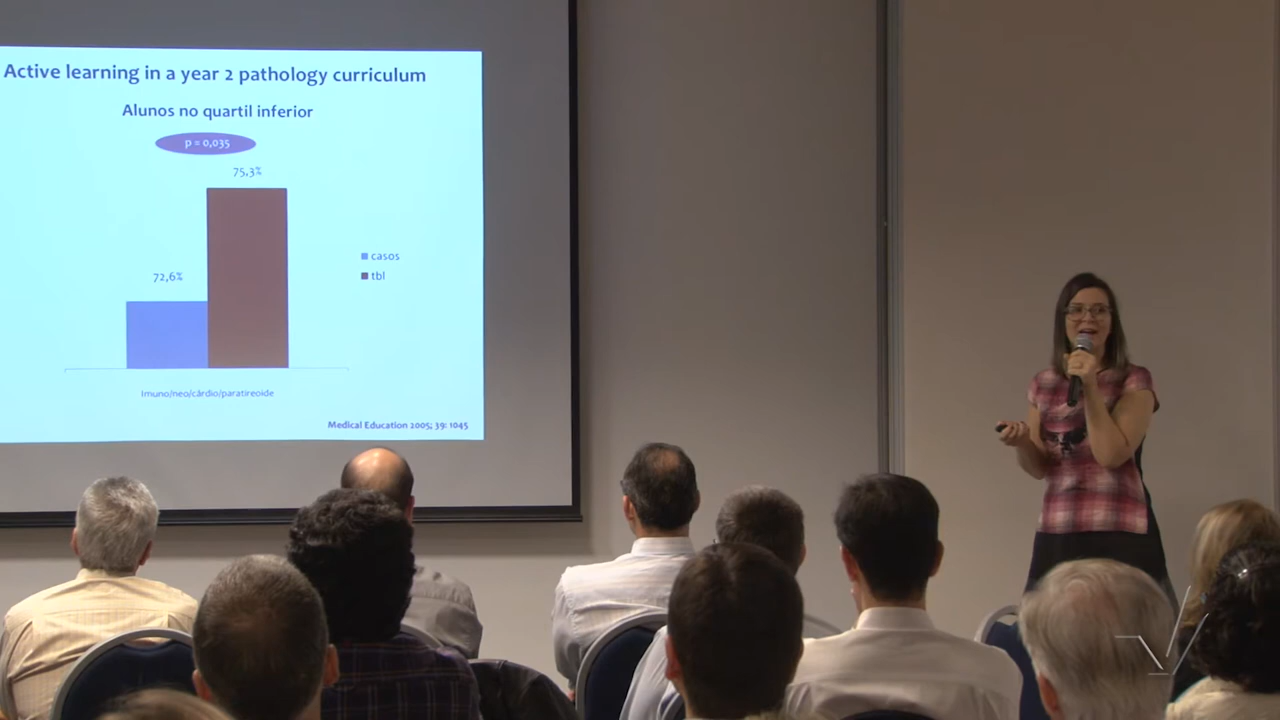 Active learning in a year 2 pathology curriculum
Alunos no quartil inferior
p = 0,035
75,3%
72,6%
casos
tbl
Imuno/neo/cárdio/paratireoide
Medical Education 2005; 39: 1045